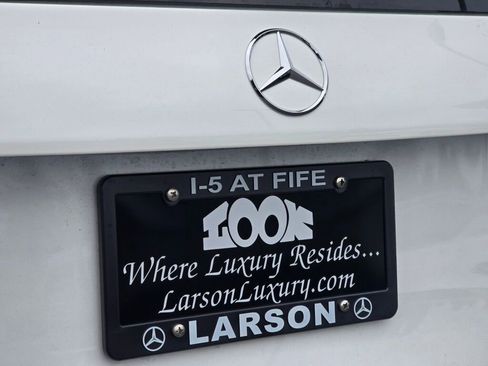 I-5 AT FIFE
LOOK
Where Luxury Resides...
LarsonLuxury.com
LARSON